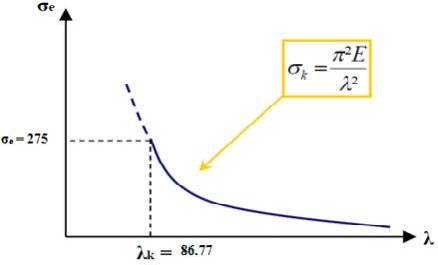 σe
σₖ = π²E / λ²
σₑ = 275
λ
λk = 86.77